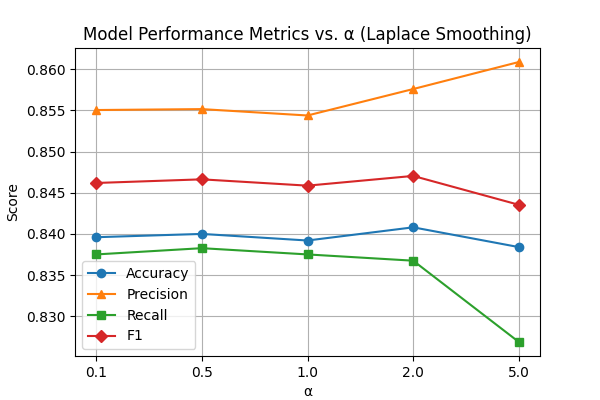 Model Performance Metrics vs. α (Laplace Smoothing)
Score
0.860
0.855
0.850
0.845
0.840
0.835
0.830
Accuracy
Precision
Recall
F1
0.1 0.5 1.0 2.0 5.0
α